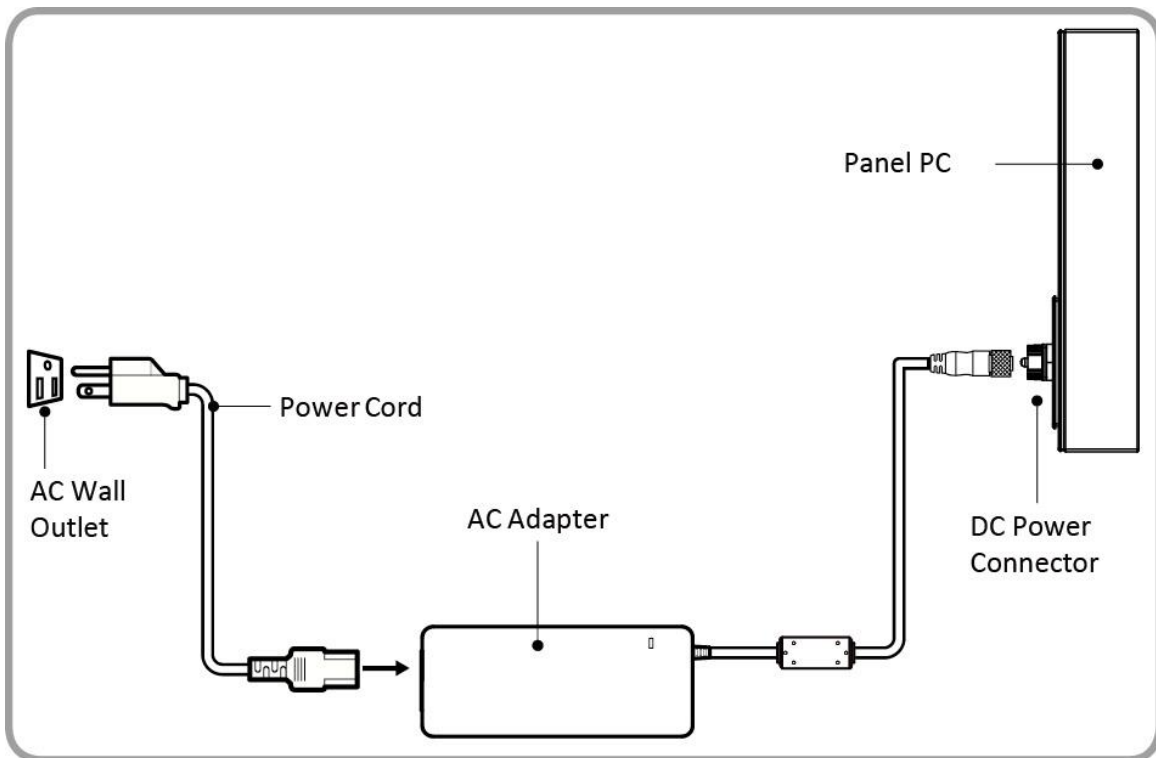 Panel PC
Power Cord
AC Wall
Outlet
AC Adapter
DC Power
Connector